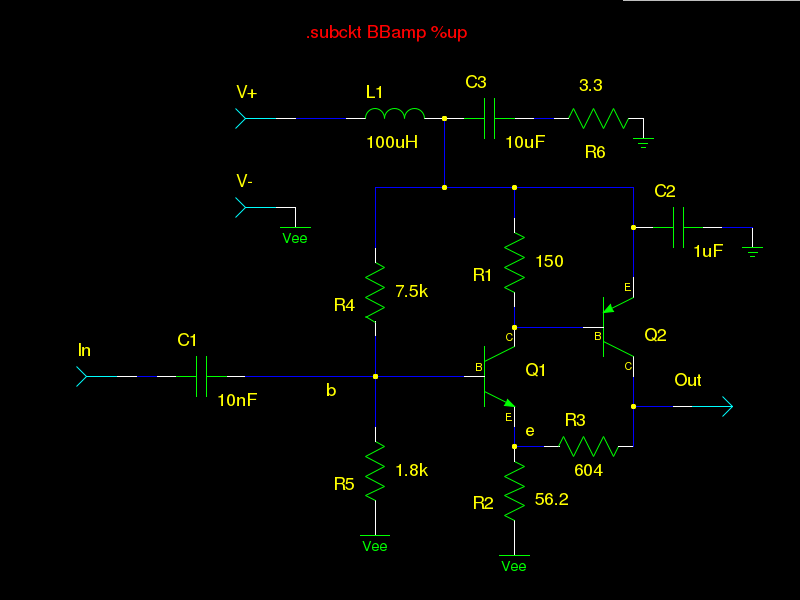 .subckt BBamp %up
V+
L1
100uH
C3
10uF
3.3
R6
V-
Vee
C2
1uF
R1
150
R4
7.5k
E
B
C
Q2
In
C1
10nF
b
C
B
E
Q1
Out
e
R3
604
R5
1.8k
R2
56.2
Vee
Vee